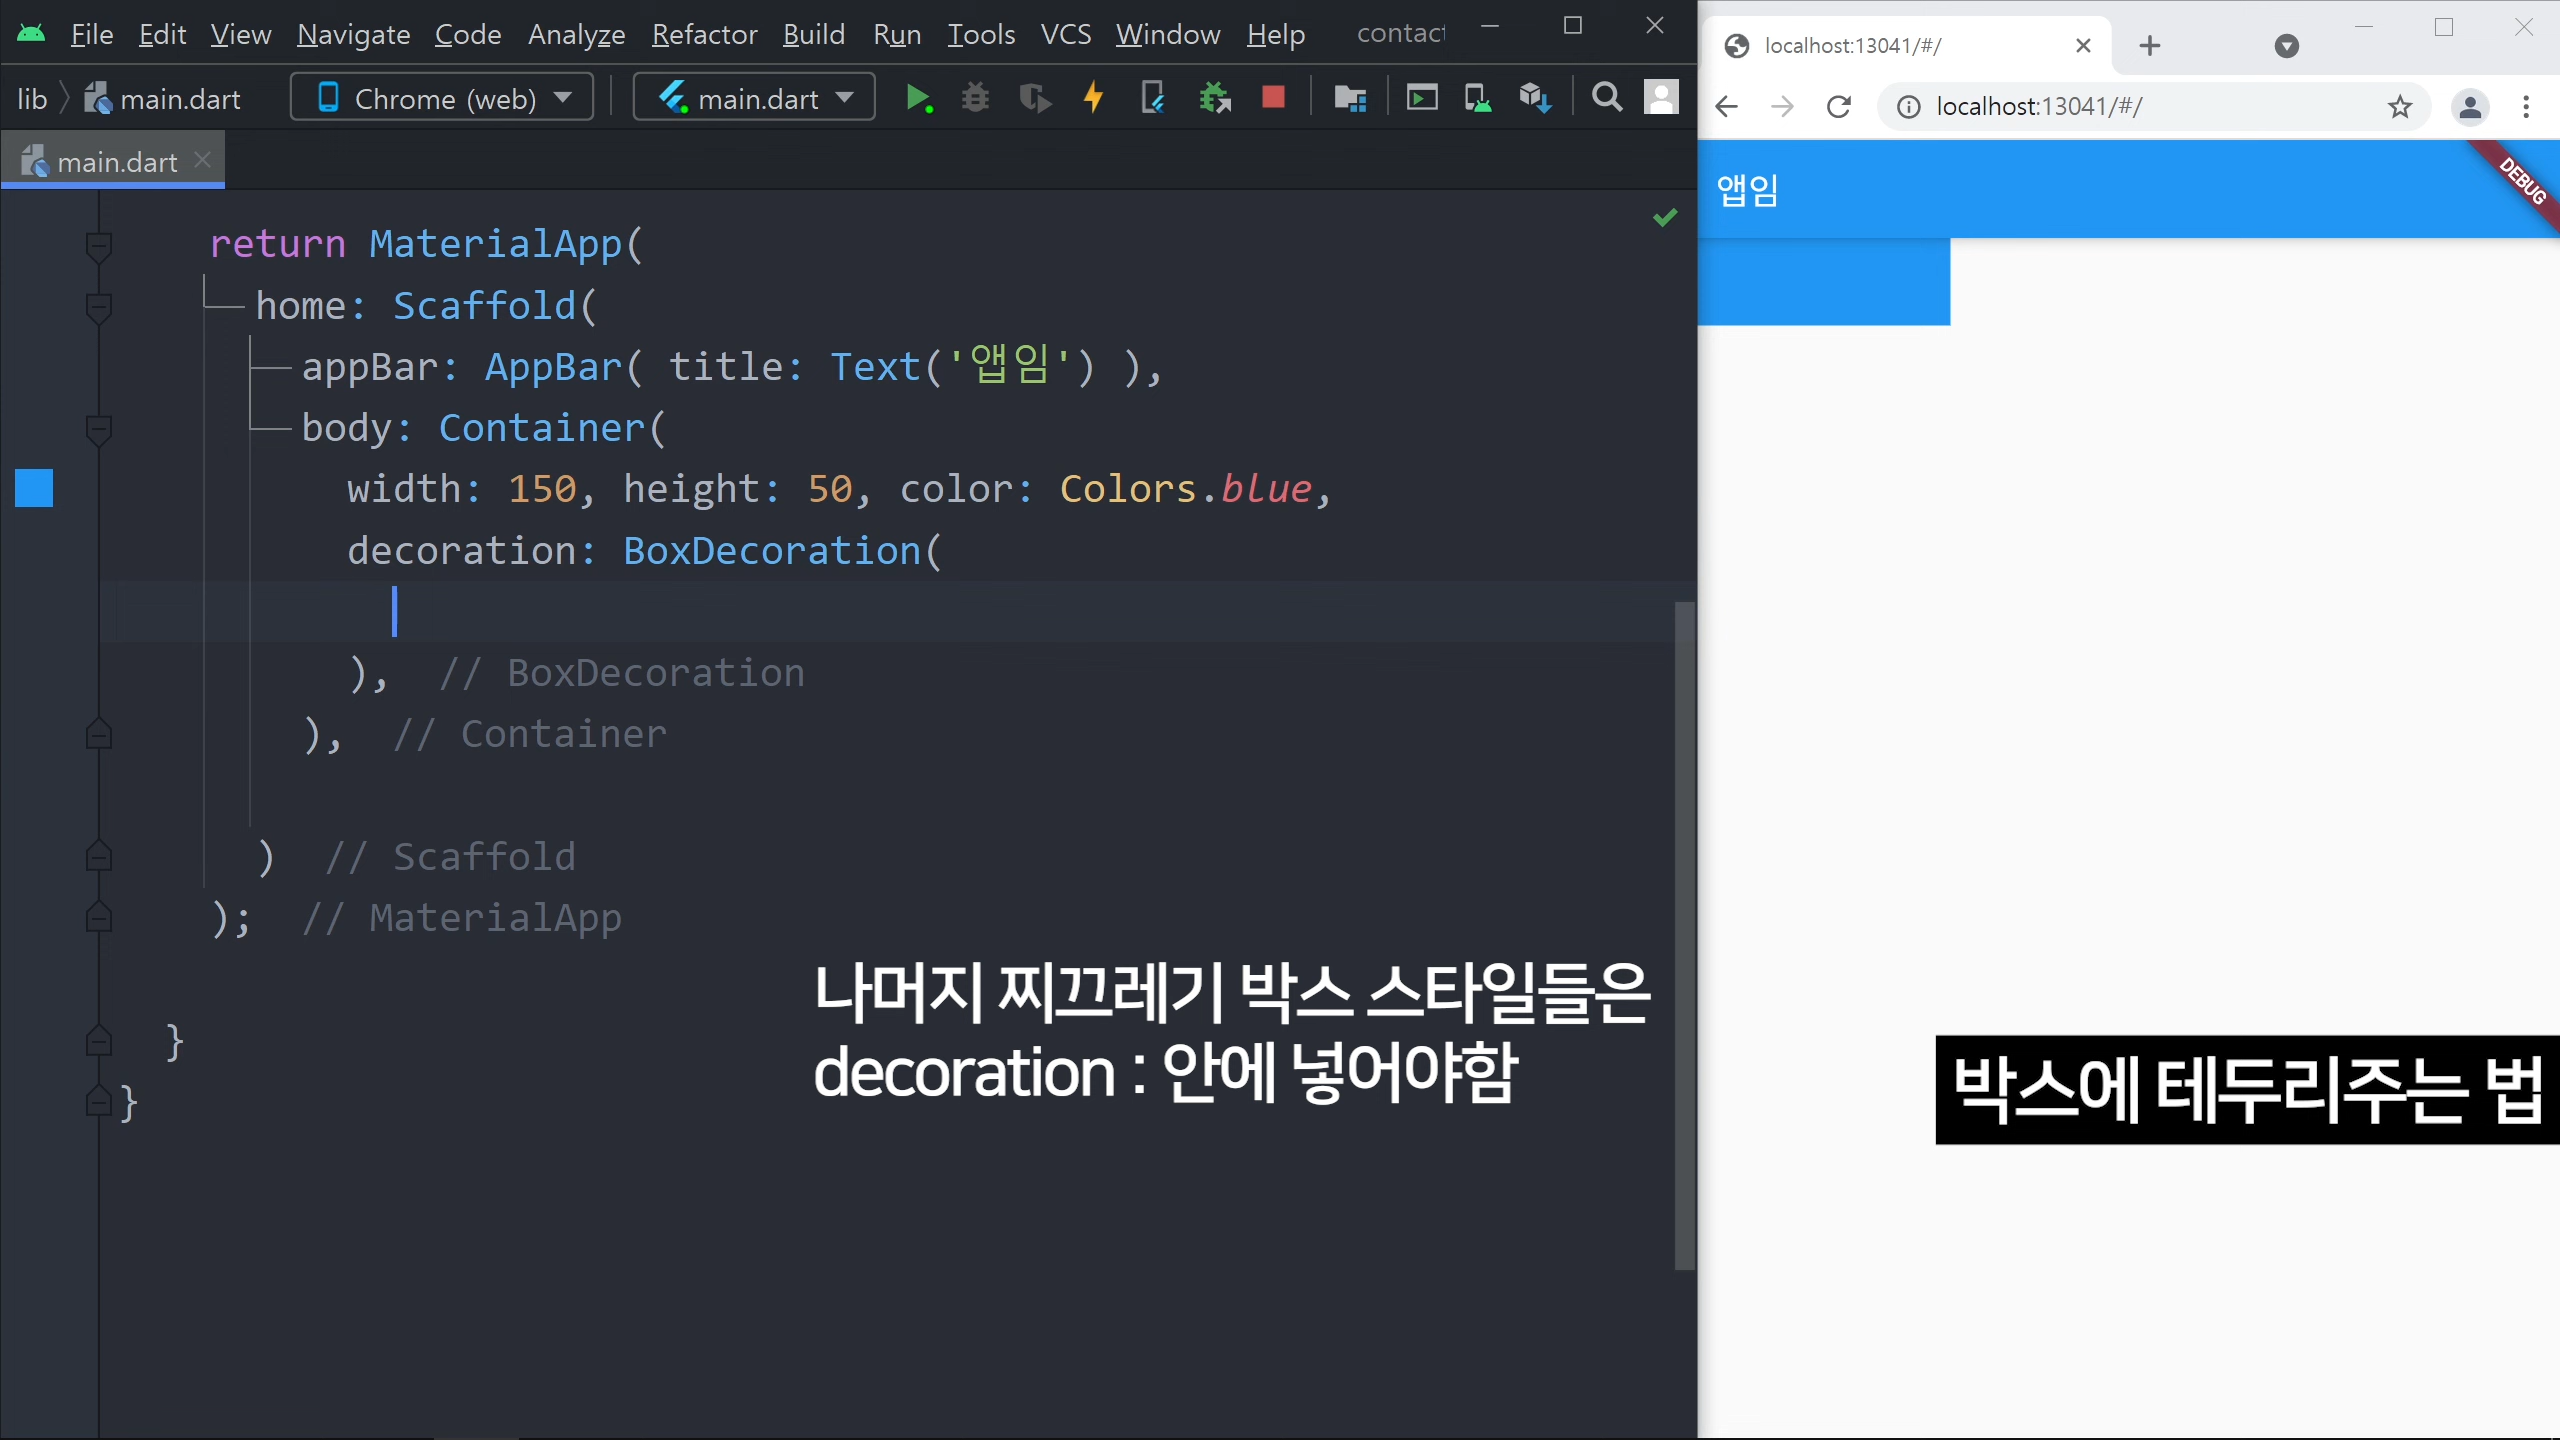 File Edit View Navigate Code Analyze Refactor Build Run Tools VCS Window Help
lib main.dart Chrome (web) main.dart
main.dart
return MaterialApp(
home: Scaffold(
appBar: AppBar( title: Text('앱임') ),
body: Container(
width: 150, height: 50, color: Colors.blue,
decoration: BoxDecoration(
), // BoxDecoration
), // Container
) // Scaffold
); // MaterialApp
}
}
나머지 찌끄레기 박스 스타일들은
decoration : 안에 넣어야함
localhost:13041/#/
localhost:13041/#/
앱임
DEBUG
박스에 테두리주는 법